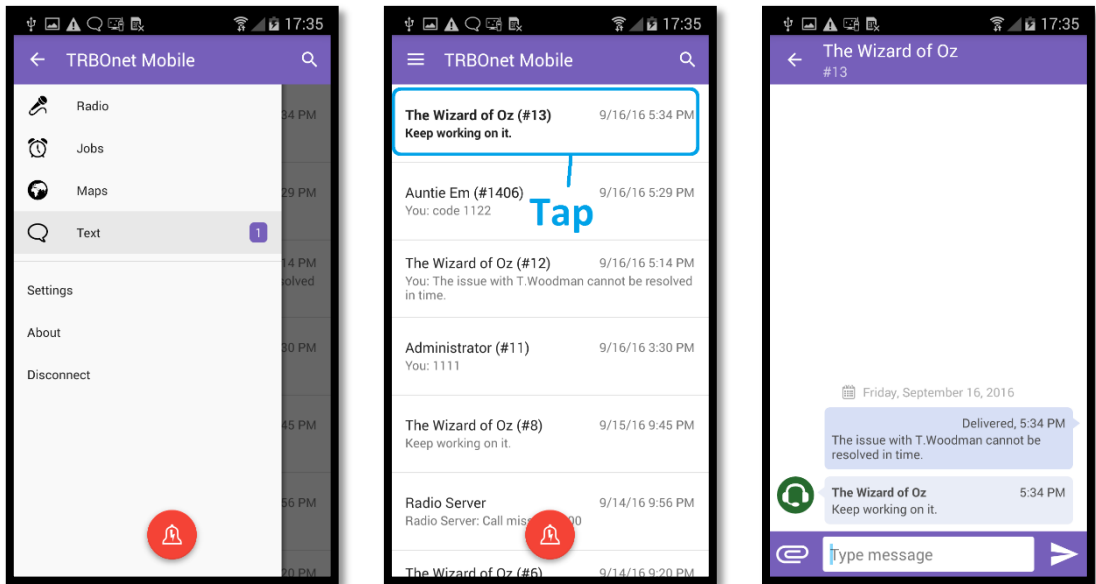 17:35
TRBOnet Mobile
Radio
34 PM
Jobs
Maps
29 PM
Text 1
14 PM
solved
Settings
30 PM
About
Disconnect
45 PM
56 PM
20 PM
17:35
TRBOnet Mobile
The Wizard of Oz (#13) 9/16/16 5:34 PM
Keep working on it.
Auntie Em (#1406) 9/16/16 5:29 PM
You: code 1122
Tap
The Wizard of Oz (#12) 9/16/16 5:14 PM
You: The issue with T.Woodman cannot be resolved
in time.
Administrator (#11) 9/16/16 3:30 PM
You: 1111
The Wizard of Oz (#8) 9/15/16 9:45 PM
Keep working on it.
Radio Server 9/14/16 9:56 PM
Radio Server: Call mis 00
The Wizard of Oz (#6) 9/14/16 9:20 PM
17:35
The Wizard of Oz
#13
Friday, September 16, 2016
Delivered, 5:34 PM
The issue with T.Woodman cannot be
resolved in time.
The Wizard of Oz 5:34 PM
Keep working on it.
Type message